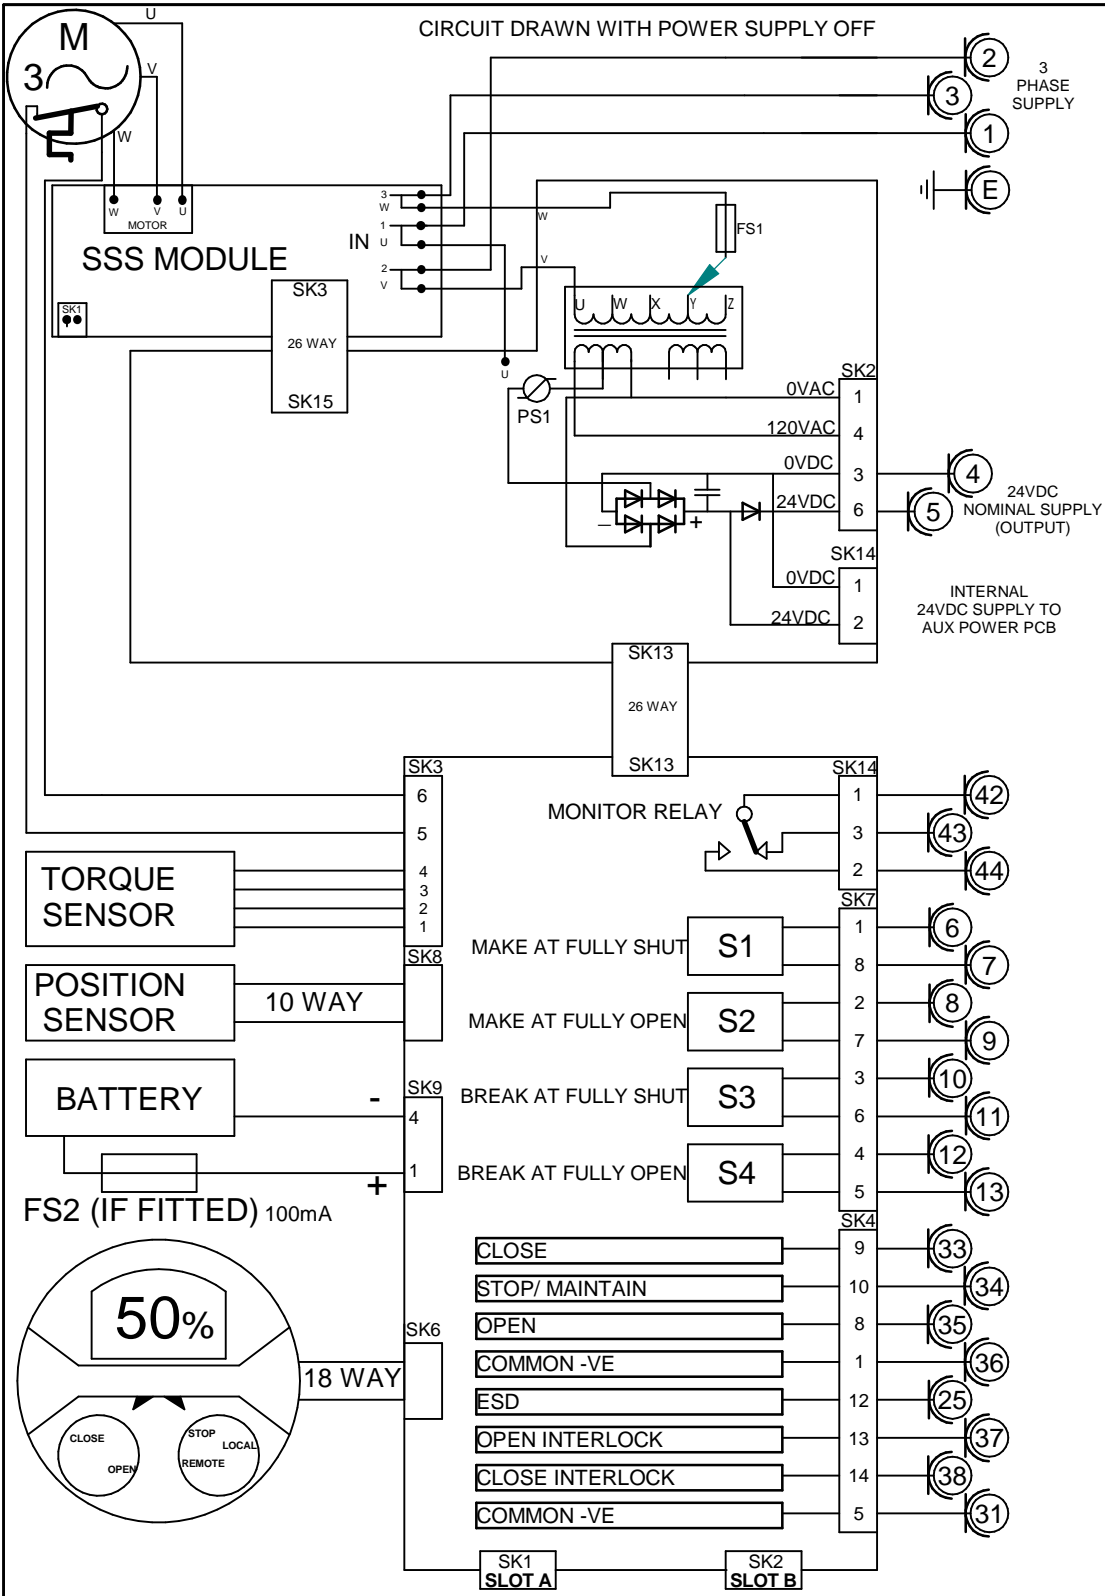 CIRCUIT DRAWN WITH POWER SUPPLY OFF
U
M
3
V
W
2
3
1
E
3
PHASE
SUPPLY
W
V
U
MOTOR
SSS MODULE
IN
3
W
1
U
2
V
W
V
FS1
U
W
X
Y
Z
SK1
SK3
26 WAY
SK15
U
PS1
SK2
0VAC
1
120VAC
4
0VDC
3
4
24VDC
6
5
24VDC
NOMINAL SUPPLY
(OUTPUT)
–
+
SK14
0VDC
1
24VDC
2
INTERNAL
24VDC SUPPLY TO
AUX POWER PCB
SK13
26 WAY
SK13
SK3
6
5
4
3
2
1
TORQUE
SENSOR
MONITOR RELAY
SK14
1
42
3
43
2
44
SK8
POSITION
SENSOR
10 WAY
SK7
MAKE AT FULLY SHUT
S1
1
6
8
7
MAKE AT FULLY OPEN
S2
2
8
7
9
BREAK AT FULLY SHUT
S3
3
10
6
11
BREAK AT FULLY OPEN
S4
4
12
5
13
BATTERY
-
SK9
4
1
+
FS2 (IF FITTED) 100mA
50%
CLOSE
OPEN
STOP
LOCAL
REMOTE
18 WAY
SK6
SK4
CLOSE
9
33
STOP/ MAINTAIN
10
34
OPEN
8
35
COMMON -VE
1
36
ESD
12
25
OPEN INTERLOCK
13
37
CLOSE INTERLOCK
14
38
COMMON -VE
5
31
SK1
SLOT A
SK2
SLOT B